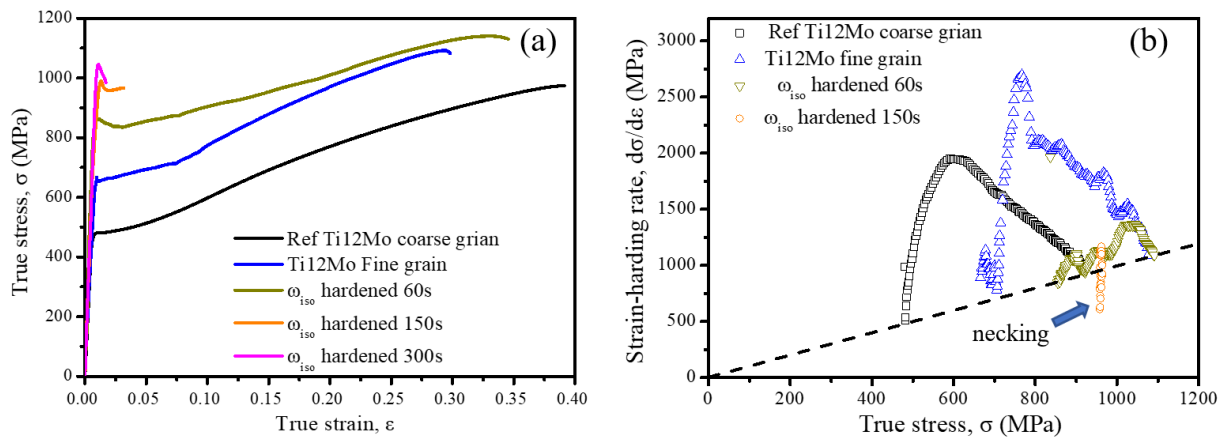 (a)
True stress, σ (MPa)
1200
1000
800
600
400
200
0
Ref Ti12Mo coarse grian
Ti12Mo Fine grain
ωiso hardened 60s
ωiso hardened 150s
ωiso hardened 300s
0.00 0.05 0.10 0.15 0.20 0.25 0.30 0.35 0.40
True strain, ε
(b)
Strain-harding rate, dσ/dε (MPa)
3000
2500
2000
1500
1000
500
0
Ref Ti12Mo coarse grian
Ti12Mo fine grain
ωiso hardened 60s
ωiso hardened 150s
necking
0 200 400 600 800 1000 1200
True stress, σ (MPa)